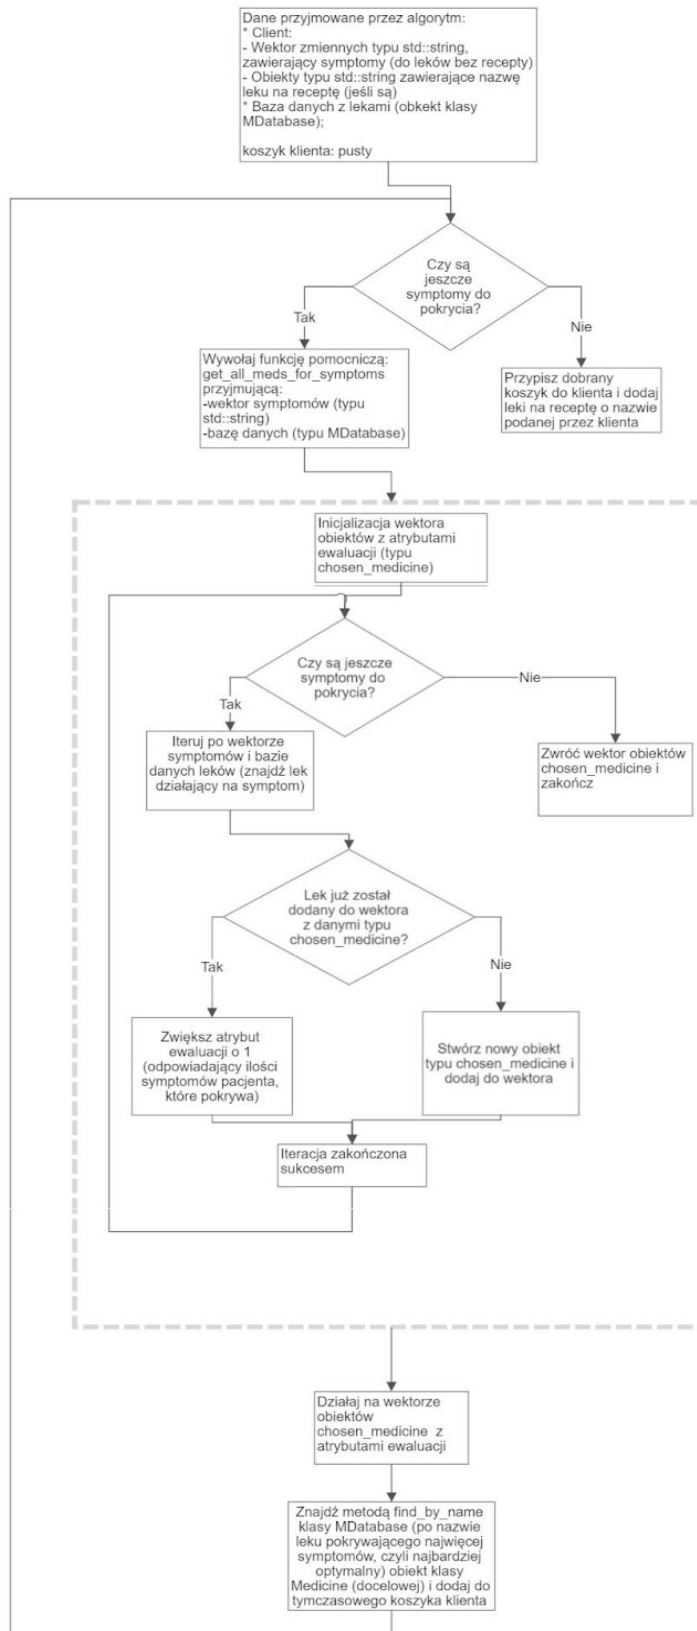 Dane przyjmowane przez algorytm:
* Client:
- Wektor zmiennych typu std::string,
zawierający symptomy (do leków bez recepty)
- Obiekty typu std::string zawierające nazwę
leku na receptę (jeśli są)
* Baza danych z lekami (obkekt klasy
MDatabase);
koszyk klienta: pusty
Czy są
jeszcze
symptomy do
pokrycia?
Tak
Nie
Wywołaj funkcję pomocniczą:
get_all_meds_for_symptoms
przyjmującą:
-wektor symptomów (typu
std::string)
-bazę danych (typu MDatabase)
Przypisz dobrany
koszyk do klienta i dodaj
leki na receptę o nazwie
podanej przez klienta
Inicjalizacja wektora
obiektów z atrybutami
ewaluacji (typu
chosen_medicine)
Czy są jeszcze
symptomy do
pokrycia?
Nie
Tak
Iteruj po wektorze
symptomów i bazie
danych leków (znajdź lek
działający na symptom)
Zwróć wektor obiektów
chosen_medicine i
zakończ
Lek już został
dodany do wektora
z danymi typu
chosen_medicine?
Tak
Nie
Zwiększ atrybut
ewaluacji o 1
(odpowiadający ilości
symptomów pacjenta,
które pokrywa)
Stwórz nowy obiekt
typu chosen_medicine i
dodaj do wektora
Iteracja zakończona
sukcesem
Działaj na wektorze
obiektów
chosen_medicine z
atrybutami ewaluacji
Znajdź metodą find_by_name
klasy MDatabase (po nazwie
leku pokrywającego najwięcej
symptomów, czyli najbardziej
optymalny) obiekt klasy
Medicine (docelowej) i dodaj do
tymczasowego koszyka klienta